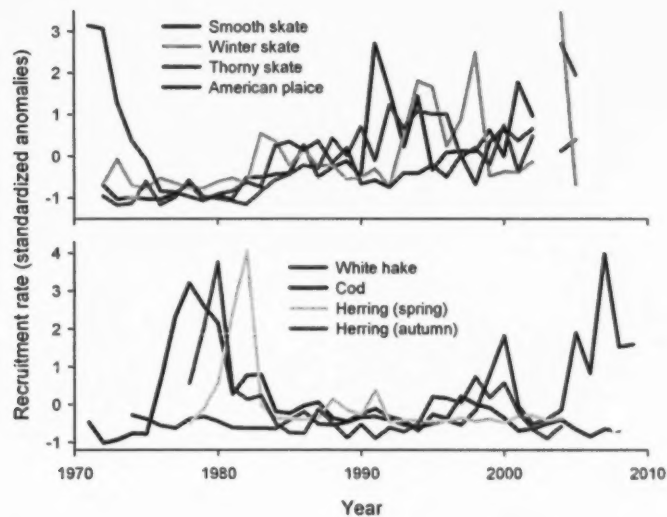 Smooth skate
Winter skate
Thorny skate
American plaice
3
2
1
0
-1
Recruitment rate (standardized anomalies)
White hake
Cod
Herring (spring)
Herring (autumn)
4
3
2
1
0
-1
1970 1980 1990 2000 2010
Year